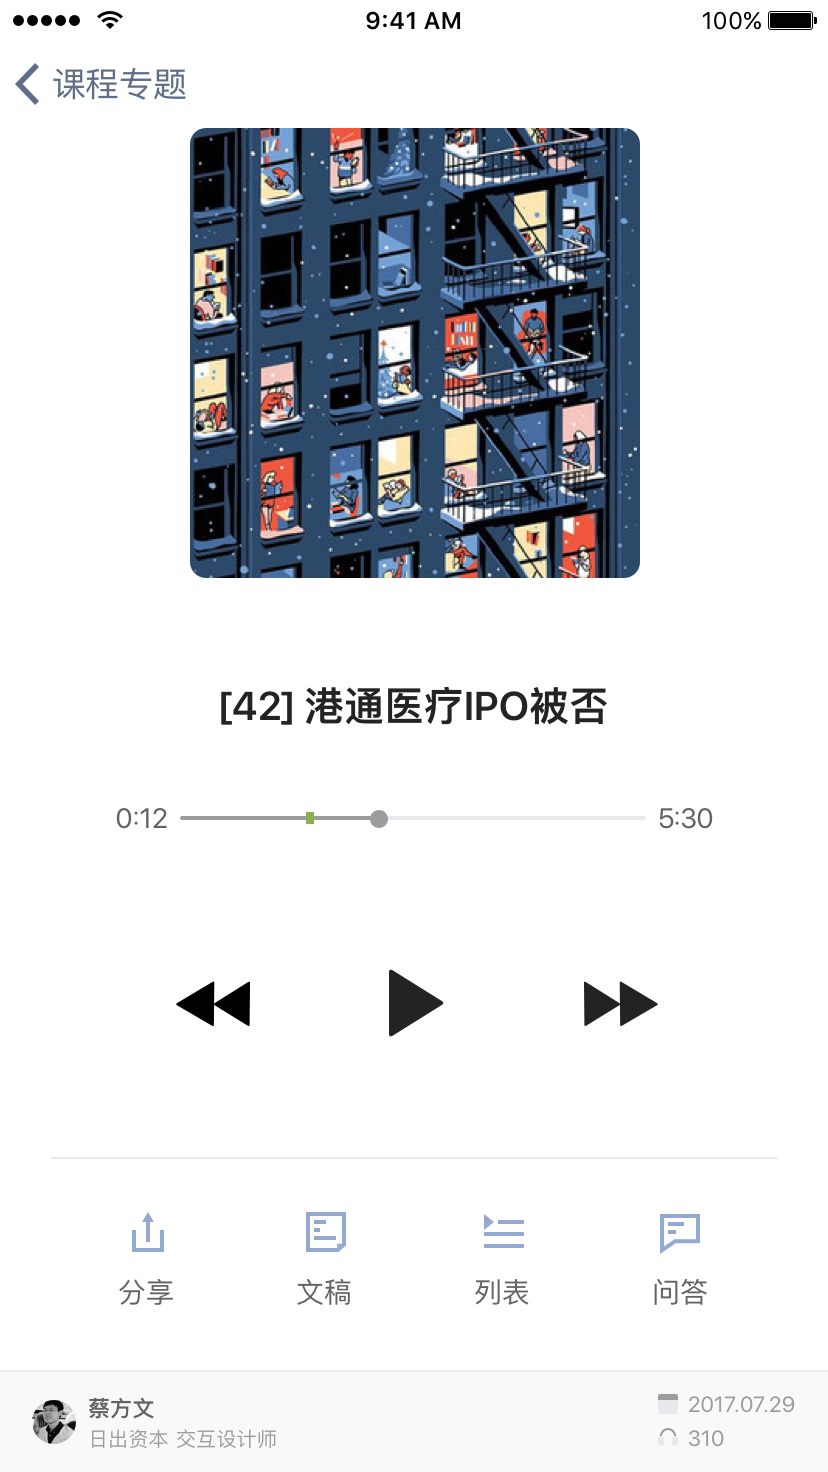 9:41 AM 100%
课程专题
[42] 港通医疗IPO被否
0:12 5:30
分享 文稿 列表 问答
蔡方文 2017.07.29
日出资本 交互设计师 310